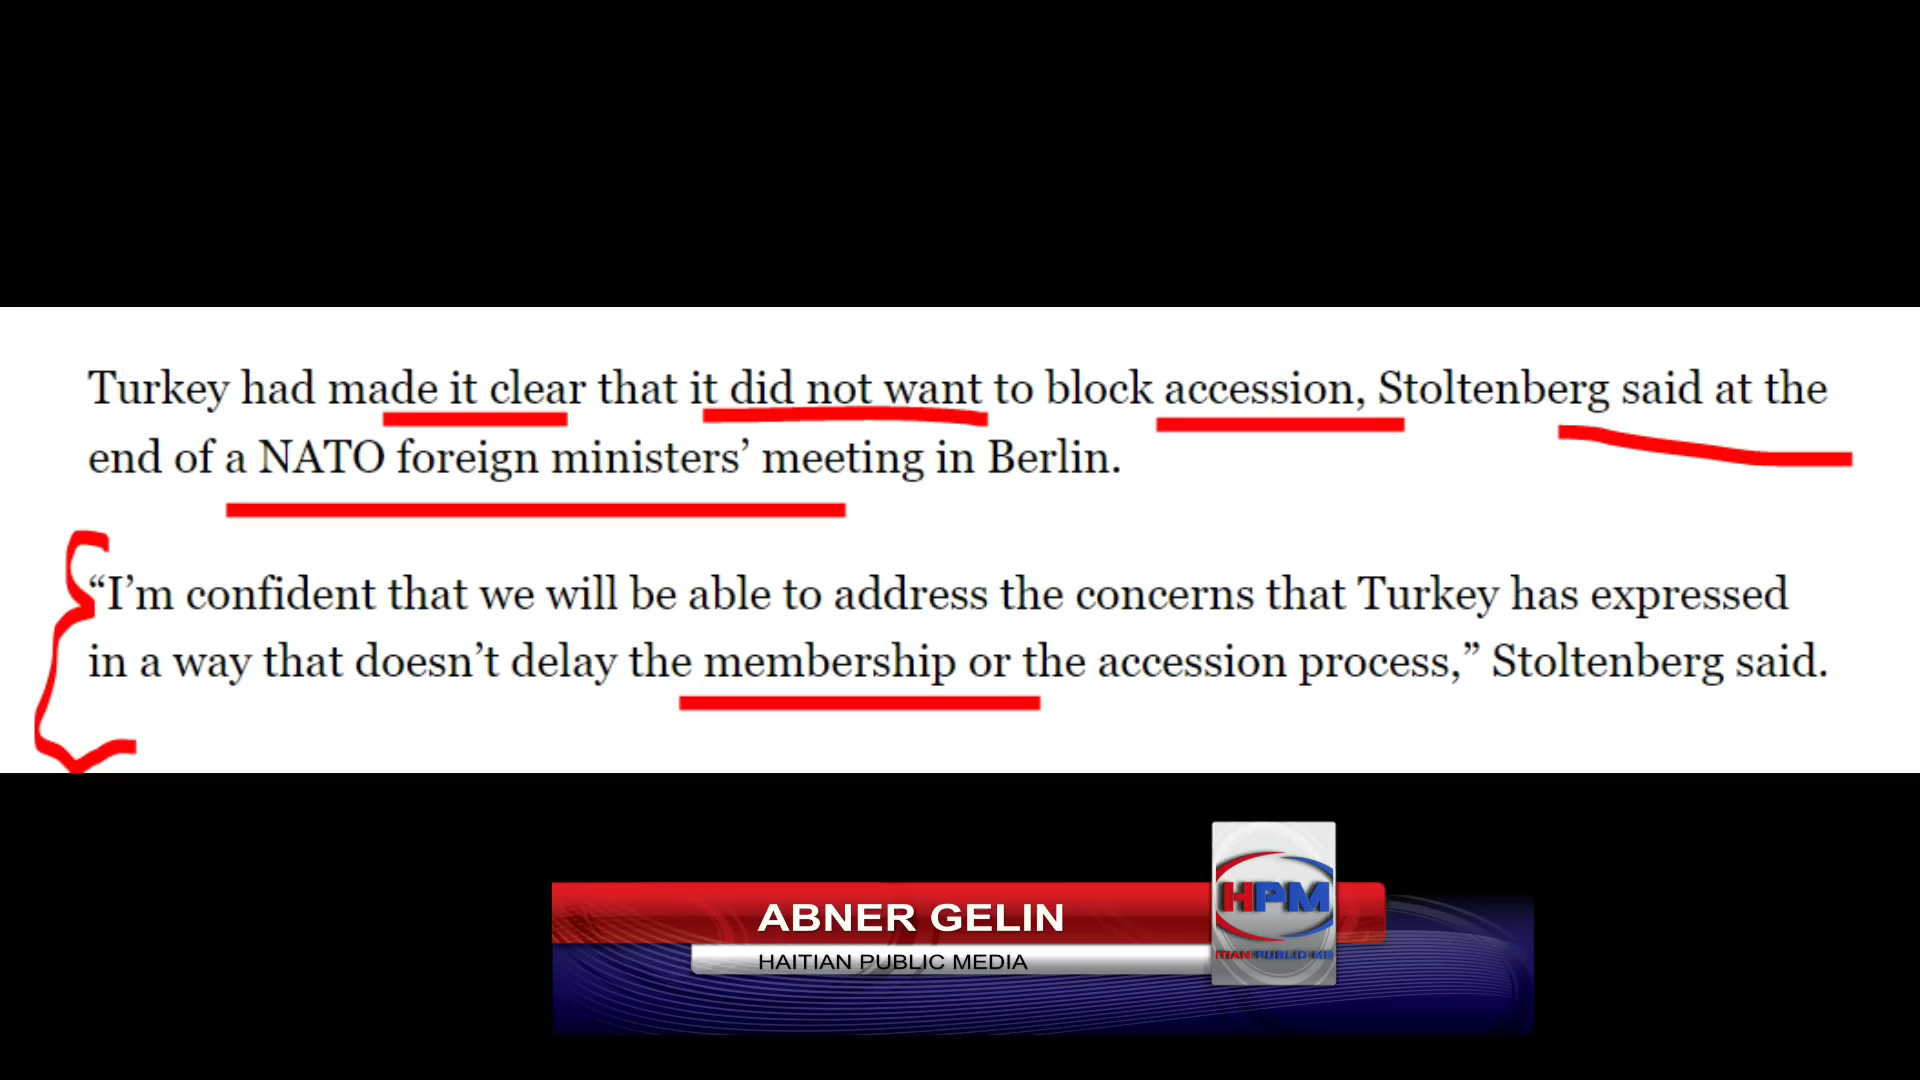 Turkey had made it clear that it did not want to block accession, Stoltenberg said at the
end of a NATO foreign ministers’ meeting in Berlin.
“I’m confident that we will be able to address the concerns that Turkey has expressed
in a way that doesn’t delay the membership or the accession process,” Stoltenberg said.
HPM
ITIAN PUBLIC ME
ABNER GELIN
HAITIAN PUBLIC MEDIA